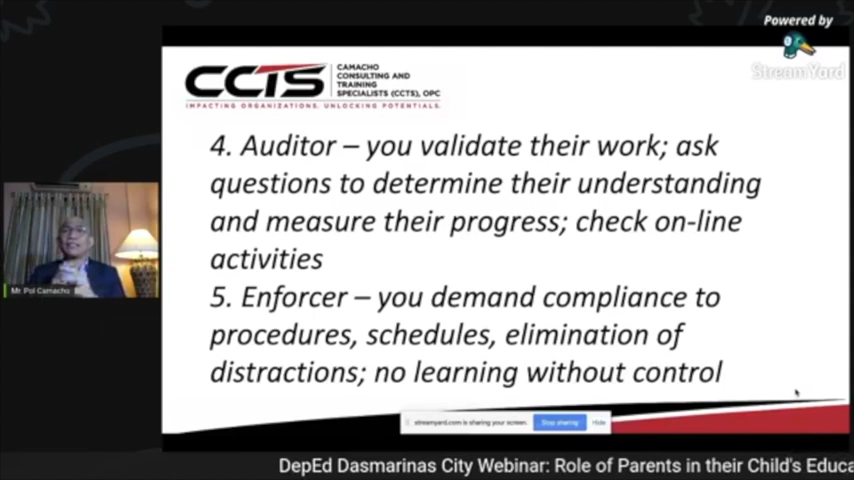 Powered by
StreamYard
CCTS
CAMACHO
CONSULTING AND
TRAINING
SPECIALISTS (CCTS), OPC
IMPACTING ORGANIZATIONS. UNLOCKING POTENTIALS.
4. Auditor – you validate their work; ask
questions to determine their understanding
and measure their progress; check on-line
activities
5. Enforcer – you demand compliance to
procedures, schedules, elimination of
distractions; no learning without control
Mr. Pol Camacho
streamyard.com is sharing your screen.
Stop sharing
Hide
DepEd Dasmarinas City Webinar: Role of Parents in their Child's Educa